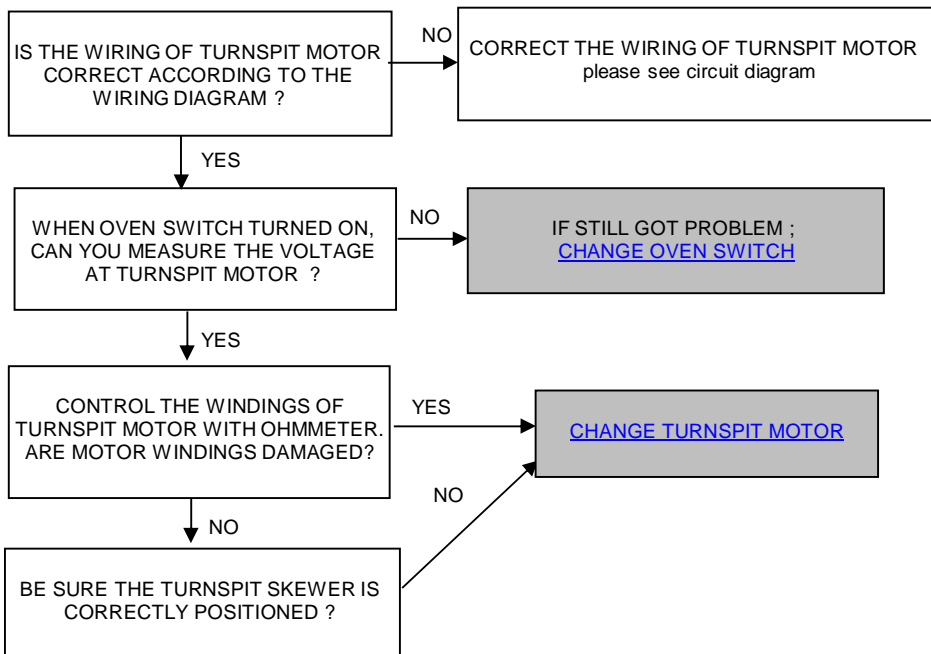 IS THE WIRING OF TURNSPIT MOTOR
CORRECT ACCORDING TO THE
WIRING DIAGRAM ?
NO
CORRECT THE WIRING OF TURNSPIT MOTOR
please see circuit diagram
YES
WHEN OVEN SWITCH TURNED ON,
CAN YOU MEASURE THE VOLTAGE
AT TURNSPIT MOTOR ?
NO
IF STILL GOT PROBLEM ;
CHANGE OVEN SWITCH
YES
CONTROL THE WINDINGS OF
TURNSPIT MOTOR WITH OHMMETER.
ARE MOTOR WINDINGS DAMAGED?
YES
CHANGE TURNSPIT MOTOR
NO
NO
BE SURE THE TURNSPIT SKEWER IS
CORRECTLY POSITIONED ?